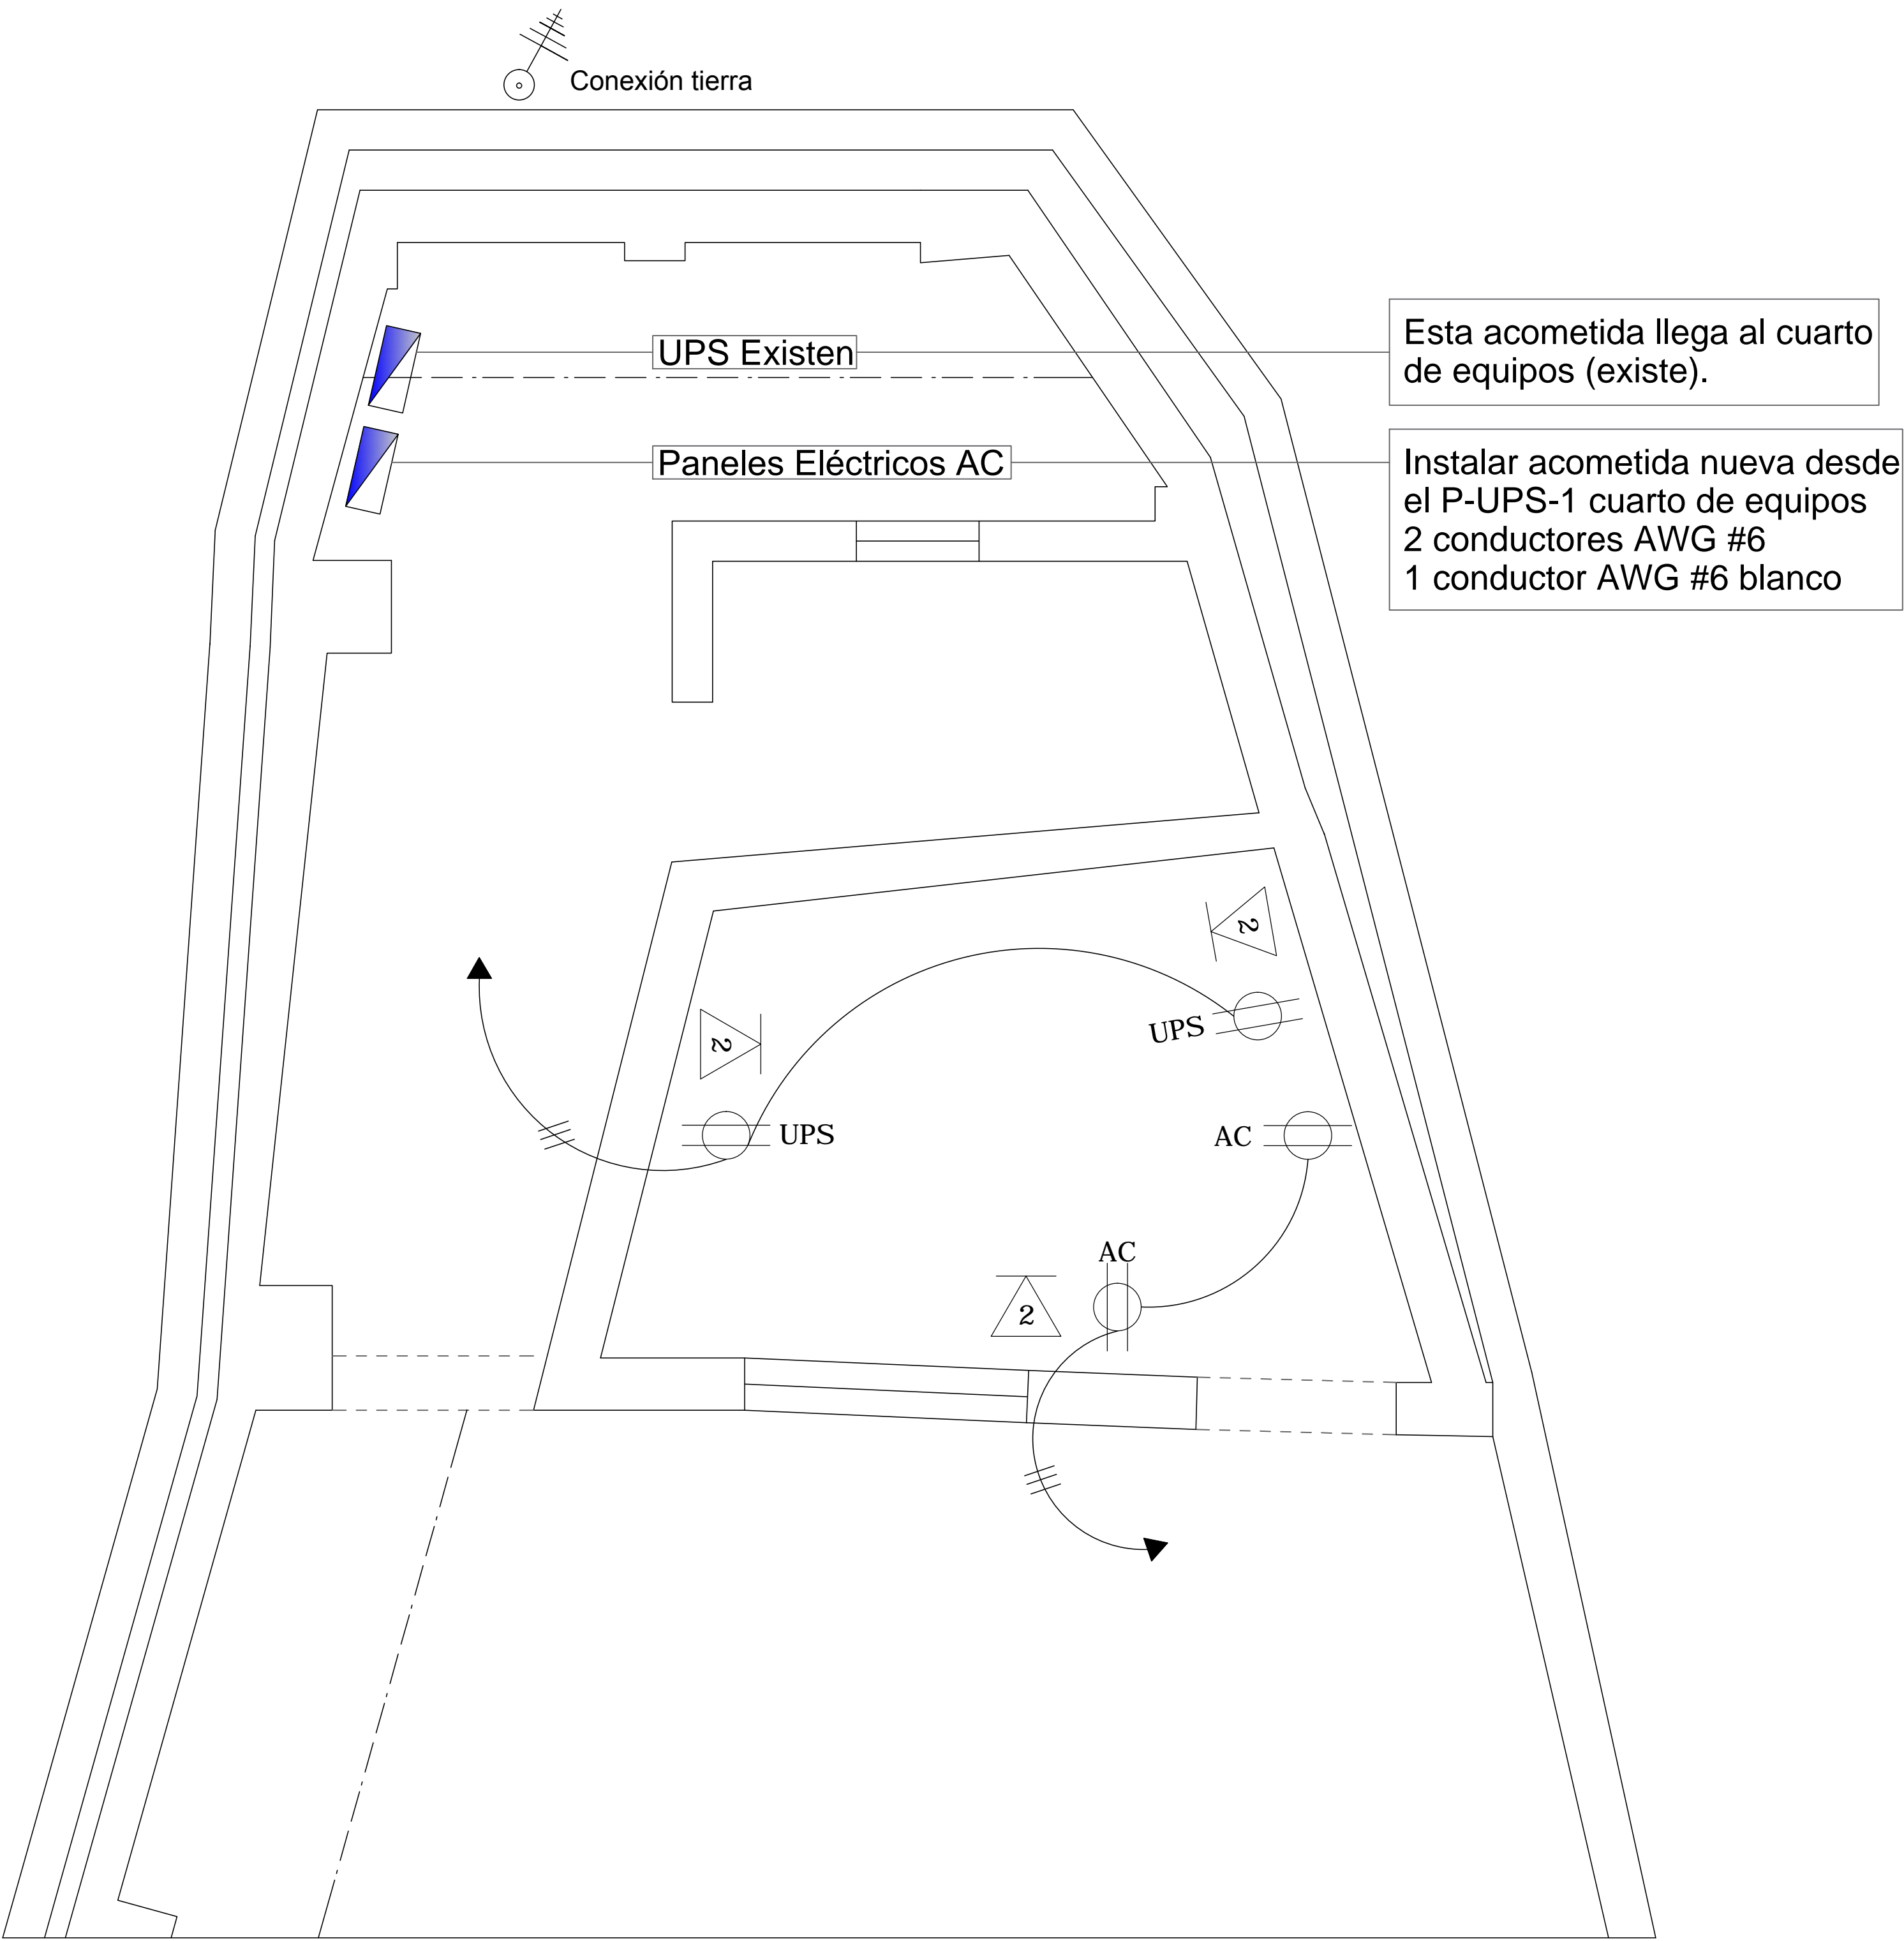 Conexión tierra
UPS Existen
Esta acometida llega al cuarto
de equipos (existe).
Paneles Eléctricos AC
Instalar acometida nueva desde
el P-UPS-1 cuarto de equipos
2 conductores AWG #6
1 conductor AWG #6 blanco
2
UPS
2
UPS
AC
AC
2